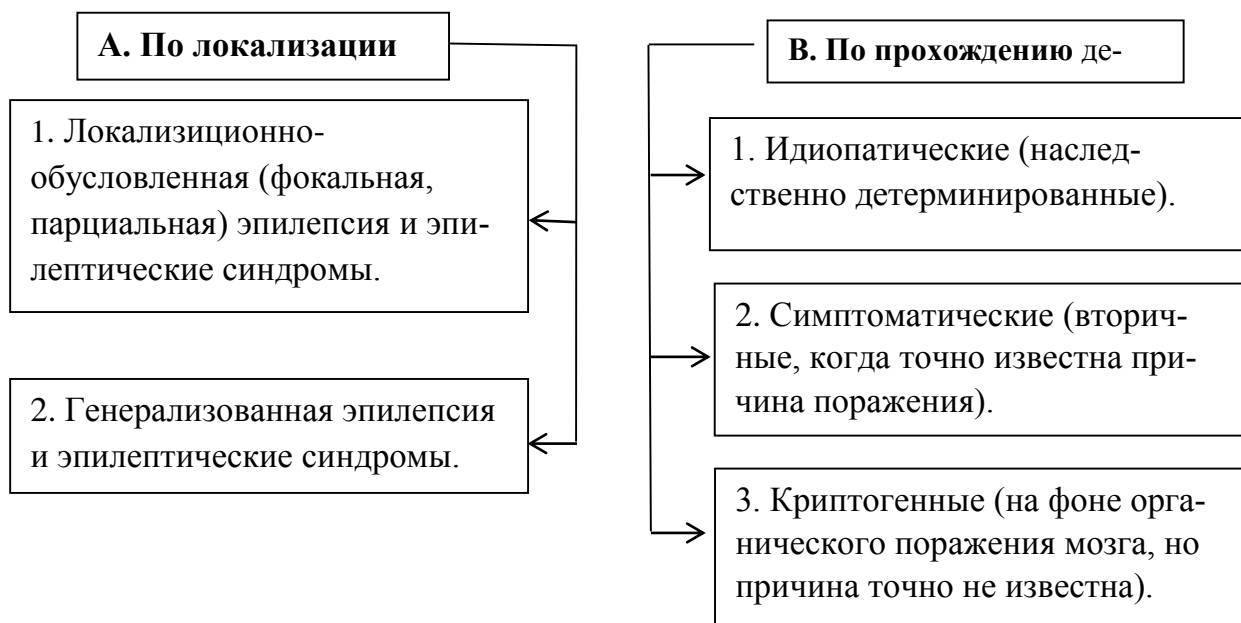 А. По локализации
1. Локализиционно-
обусловленная (фокальная,
парциальная) эпилепсия и эпи-
лептические синдромы.
2. Генерализованная эпилепсия
и эпилептические синдромы.
В. По прохождению де-
1. Идиопатические (наслед-
ственно детерминированные).
2. Симптоматические (вторич-
ные, когда точно известна при-
чина поражения).
3. Криптогенные (на фоне орга-
нического поражения мозга, но
причина точно не известна).